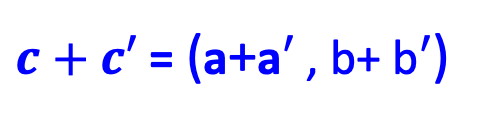 c + c′ = (a+a′ , b+ b′)